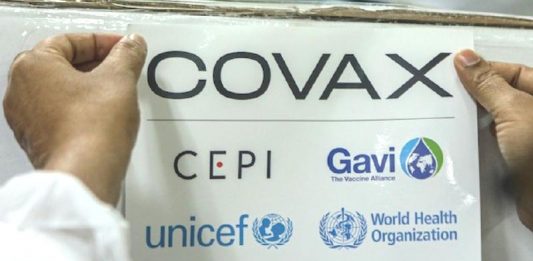 COVAX
CEPI
Gavi
The Vaccine Alliance
unicef
World Health
Organization